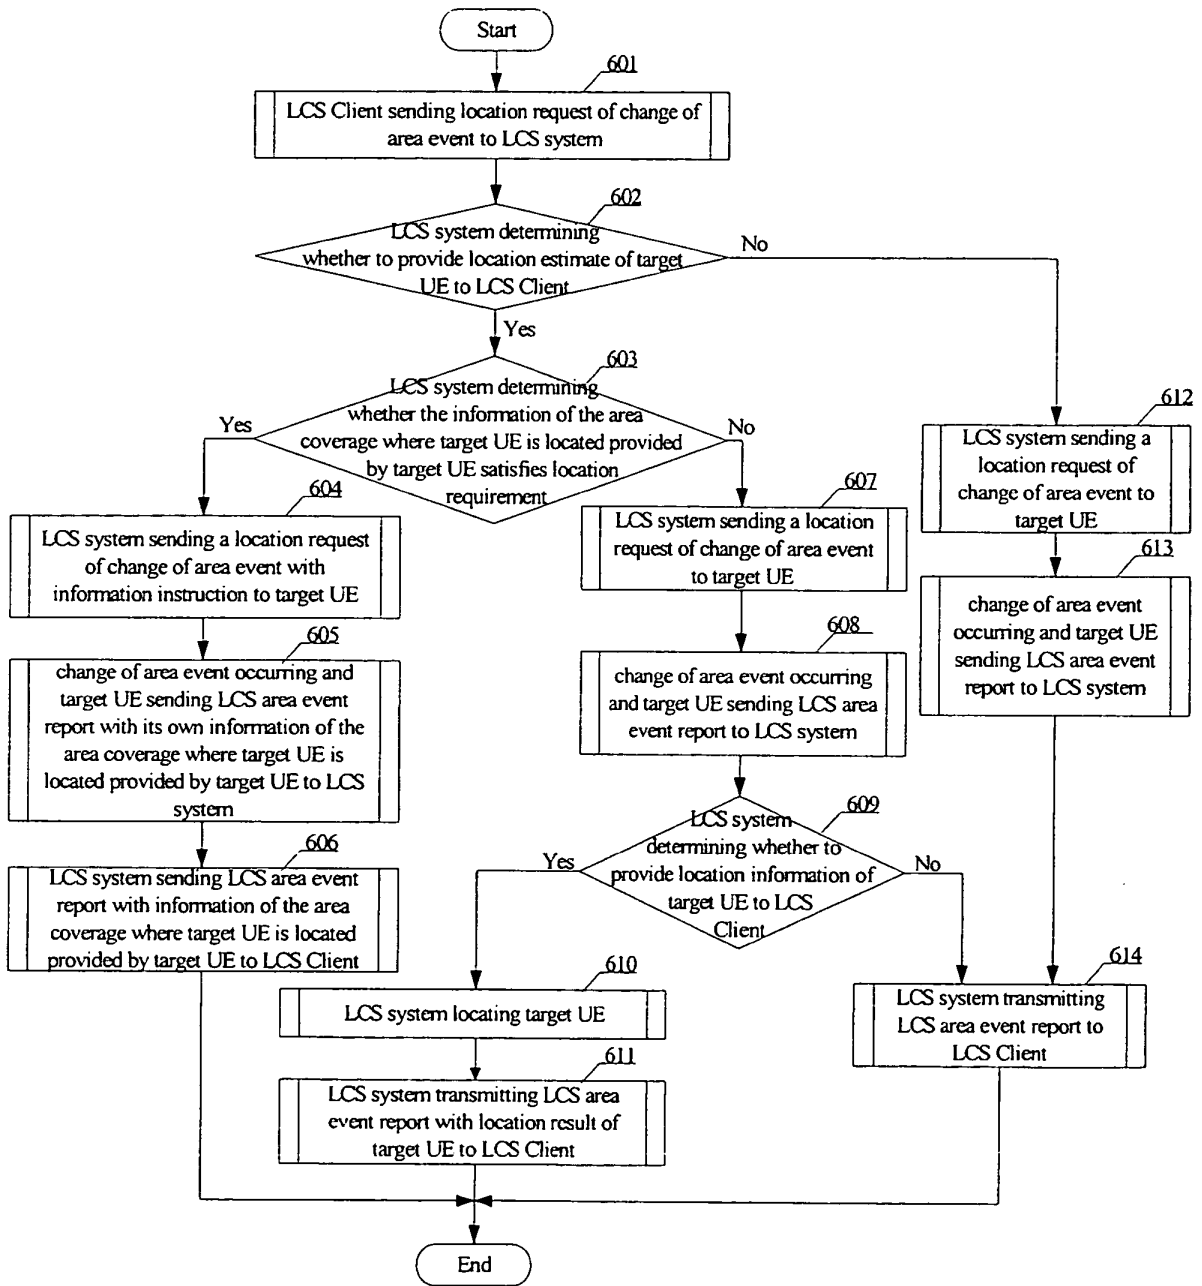 Start
601
LCS Client sending location request of change of
area event to LCS system
602
LCS system determining
whether to provide location estimate of target
UE to LCS Client
No
Yes
603
LCS system determining
whether the information of the area
coverage where target UE is located provided
by target UE satisfies location
requirement
Yes
No
604
LCS system sending a location request
of change of area event with
information instruction to target UE
605
change of area event occurring and
target UE sending LCS area event
report with its own information of the
area coverage where target UE is
located provided by target UE to LCS
system
606
LCS system sending LCS area event
report with information of the area
coverage where target UE is located
provided by target UE to LCS Client
607
LCS system sending a location
request of change of area event
to target UE
608
change of area event occurring
and target UE sending LCS area
event report to LCS system
609
LCS system
determining whether to
provide location information of
target UE to LCS
Client
Yes
No
610
LCS system locating target UE
611
LCS system transmitting LCS area
event report with location result of
target UE to LCS Client
612
LCS system sending a
location request of
change of area event to
target UE
613
change of area event
occurring and target UE
sending LCS area event
report to LCS system
614
LCS system transmitting
LCS area event report to
LCS Client
End